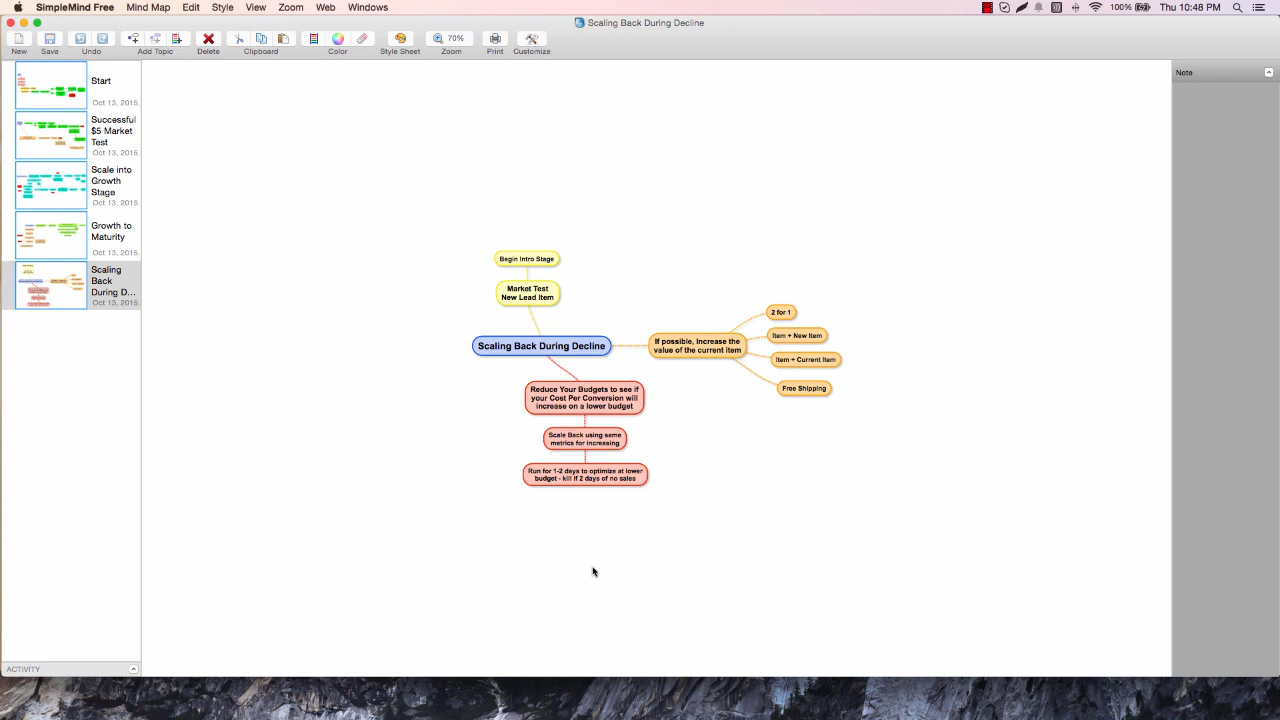 SimpleMind Free Mind Map Edit Style View Zoom Web Windows
100% Thu 10:48 PM
Scaling Back During Decline
70%
New Save Undo Add Topic Delete Clipboard Color Style Sheet Zoom Print Customize
Start
Oct 13, 2015,
Successful
$5 Market
Test
Oct 13, 2015,
Scale into
Growth
Stage
Oct 13, 2015,
Growth to
Maturity
Oct 13, 2015,
Scaling
Back
During D...
Oct 13, 2015,
ACTIVITY
Begin Intro Stage
Market Test
New Lead Item
Scaling Back During Decline
If possible, Increase the
value of the current item
2 for 1
Item + New Item
Item + Current Item
Free Shipping
Reduce Your Budgets to see if
your Cost Per Conversion will
increase on a lower budget
Scale Back using same
metrics for increasing
Run for 1-2 days to optimize at lower
budget - kill if 2 days of no sales
Note